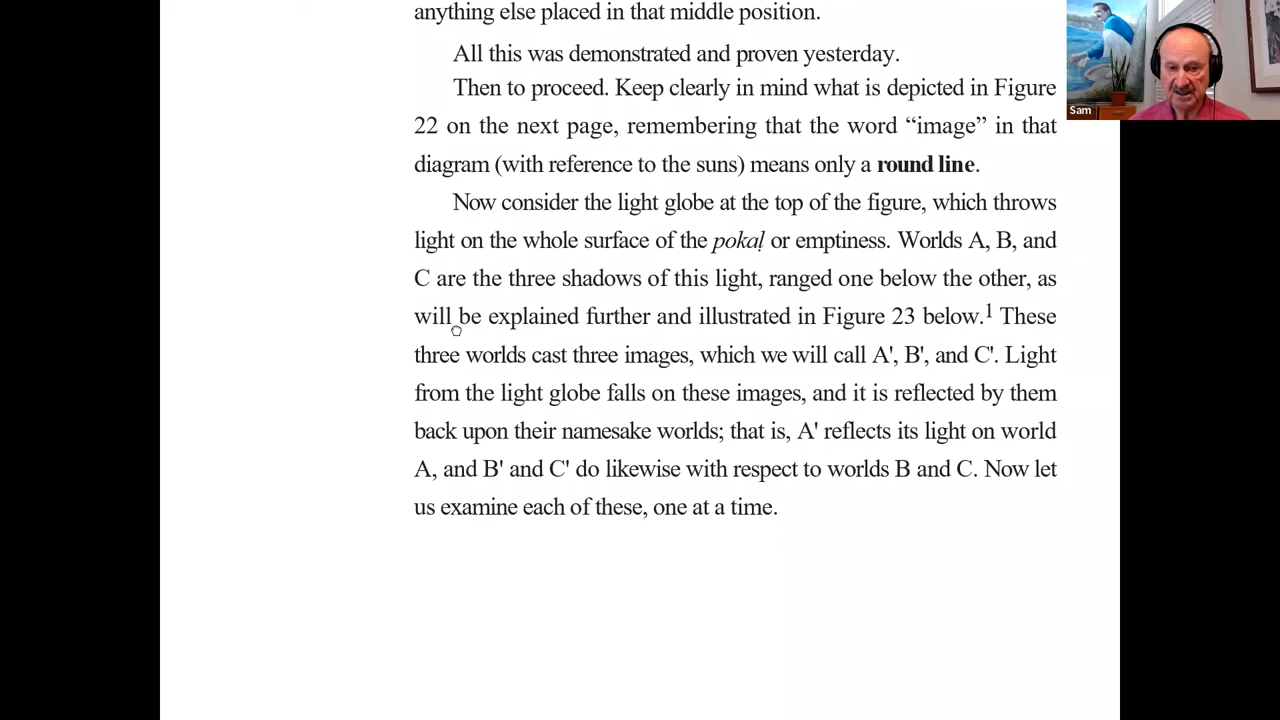 anything else placed in that middle position.
All this was demonstrated and proven yesterday.
Then to proceed. Keep clearly in mind what is depicted in Figure
22 on the next page, remembering that the word “image” in that
diagram (with reference to the suns) means only a round line.
Now consider the light globe at the top of the figure, which throws
light on the whole surface of the pokaḷ or emptiness. Worlds A, B, and
C are the three shadows of this light, ranged one below the other, as
will be explained further and illustrated in Figure 23 below.1 These
three worlds cast three images, which we will call A', B', and C'. Light
from the light globe falls on these images, and it is reflected by them
back upon their namesake worlds; that is, A' reflects its light on world
A, and B' and C' do likewise with respect to worlds B and C. Now let
us examine each of these, one at a time.
Sam